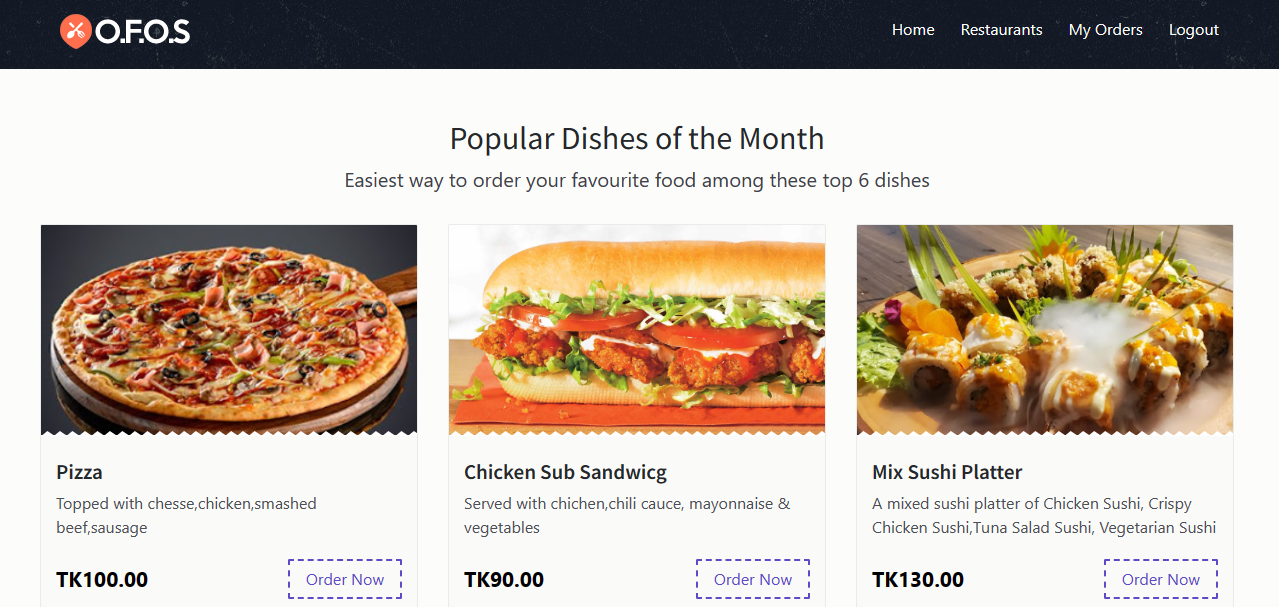 O.F.O.S
Home Restaurants My Orders Logout
Popular Dishes of the Month
Easiest way to order your favourite food among these top 6 dishes
Pizza
Topped with chesse,chicken,smashed
beef,sausage
TK100.00 Order Now
Chicken Sub Sandwicg
Served with chichen,chili cauce, mayonnaise &
vegetables
TK90.00 Order Now
Mix Sushi Platter
A mixed sushi platter of Chicken Sushi, Crispy
Chicken Sushi,Tuna Salad Sushi, Vegetarian Sushi
TK130.00 Order Now